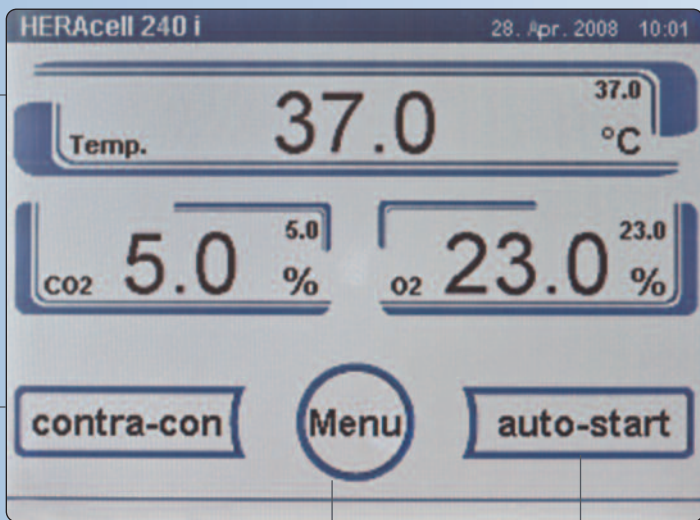 HERAcell 240 i 28. Apr. 2008 10:01
37.0
Temp. 37.0 °C
5.0 23.0
CO2 5.0 % O2 23.0 %
contra-con Menu auto-start